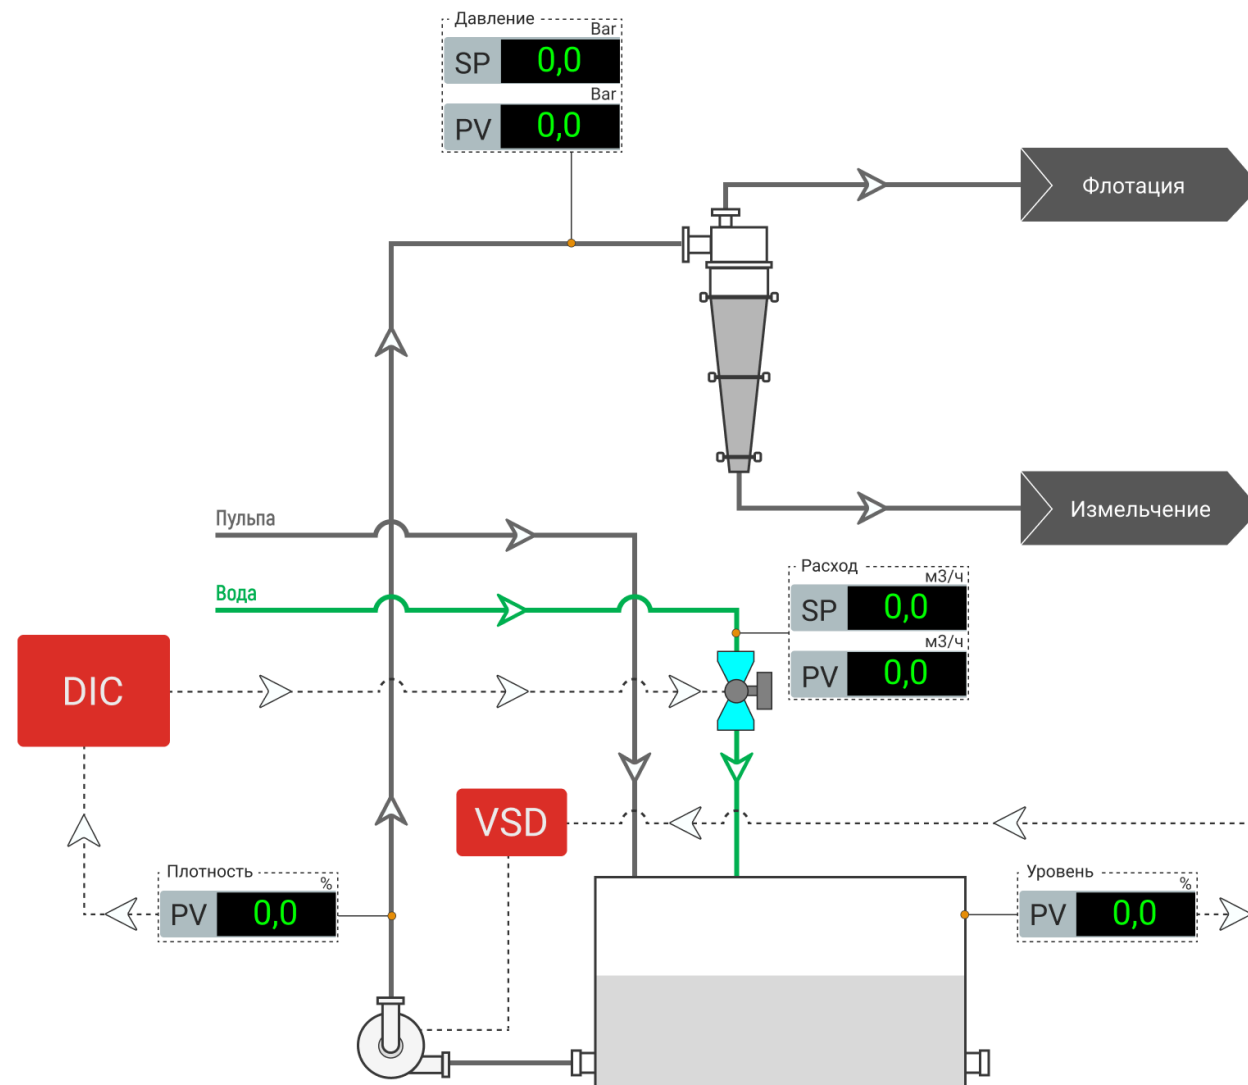 Давление
Bar
SP 0,0
Bar
PV 0,0
Флотация
Измельчение
Пульпа
Вода
Расход
м3/ч
SP 0,0
м3/ч
PV 0,0
DIC
VSD
Плотность
%
PV 0,0
Уровень
%
PV 0,0